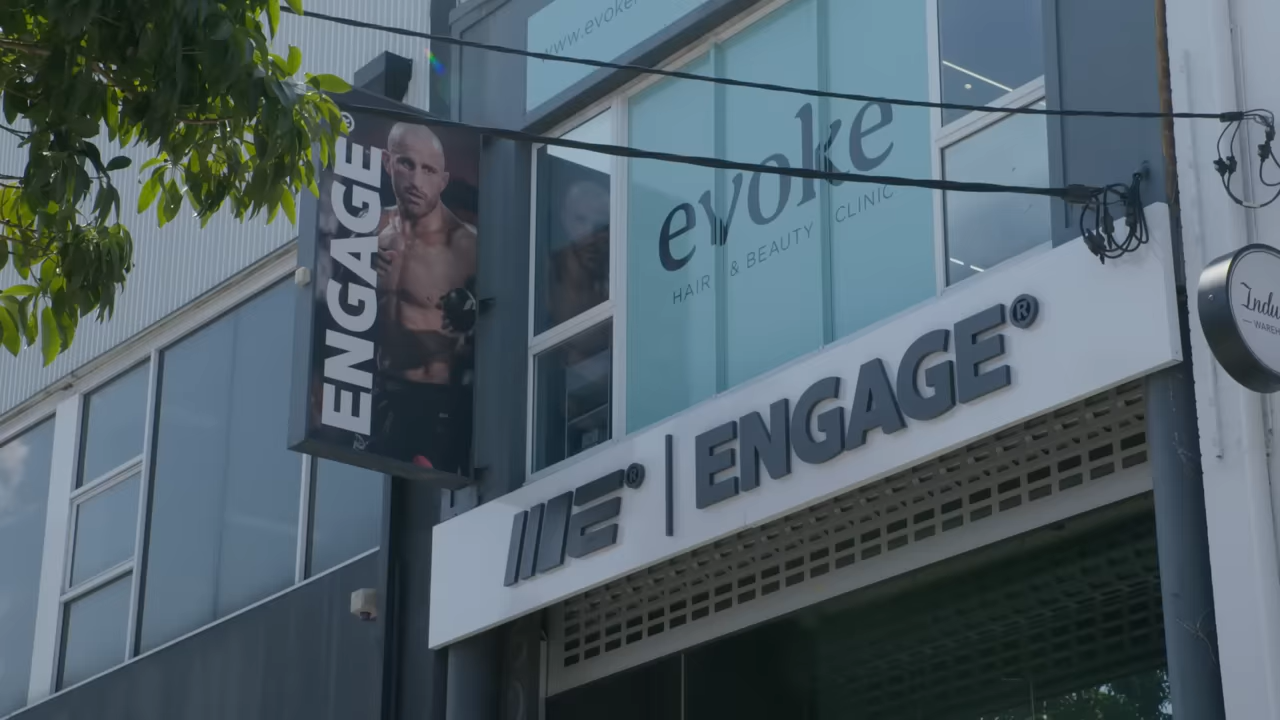 www.evoke
ENGAGE®
evoke
HAIR & BEAUTY CLINIC
E® | ENGAGE®
Indu
WAREH